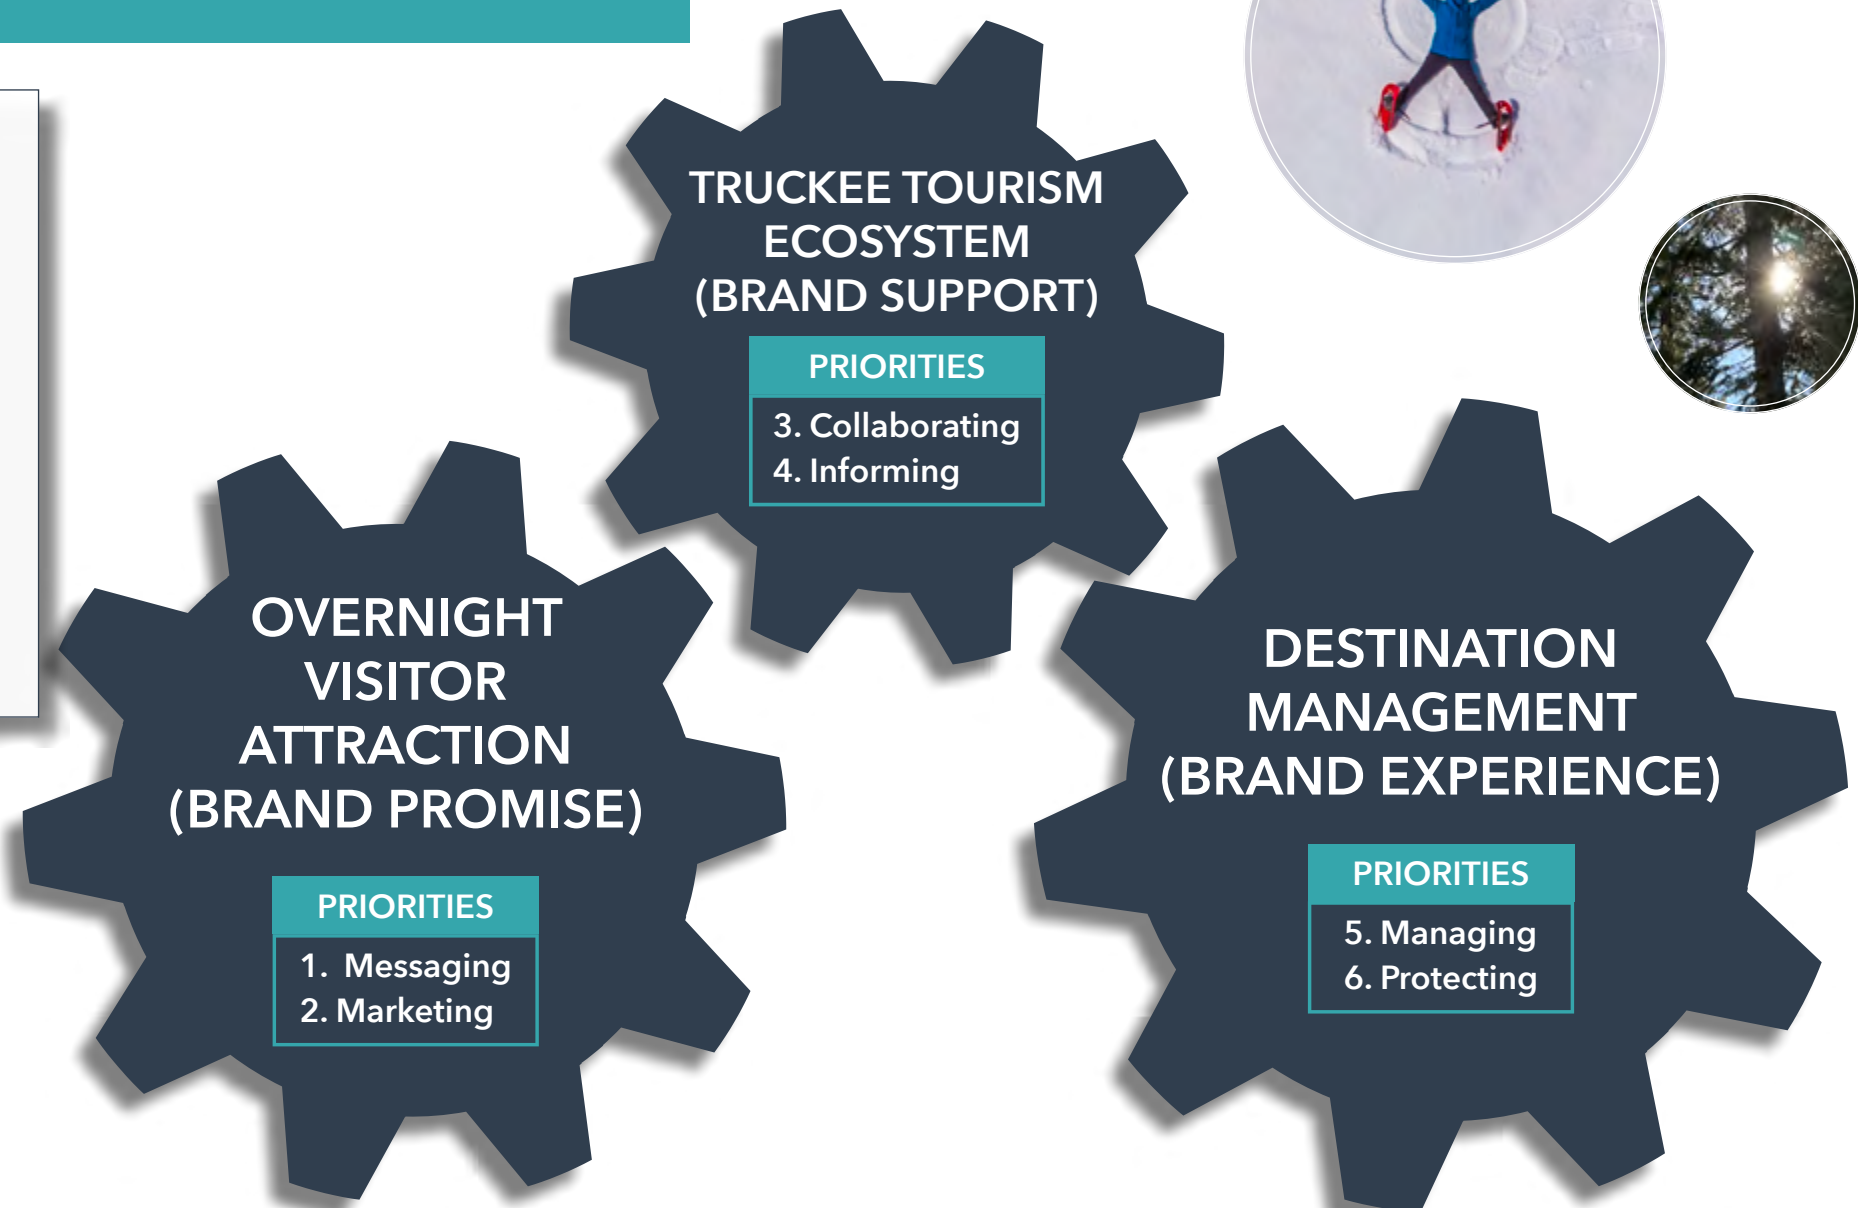 TRUCKEE TOURISM
ECOSYSTEM
(BRAND SUPPORT)
PRIORITIES
3. Collaborating
4. Informing
OVERNIGHT
VISITOR
ATTRACTION
(BRAND PROMISE)
PRIORITIES
1. Messaging
2. Marketing
DESTINATION
MANAGEMENT
(BRAND EXPERIENCE)
PRIORITIES
5. Managing
6. Protecting